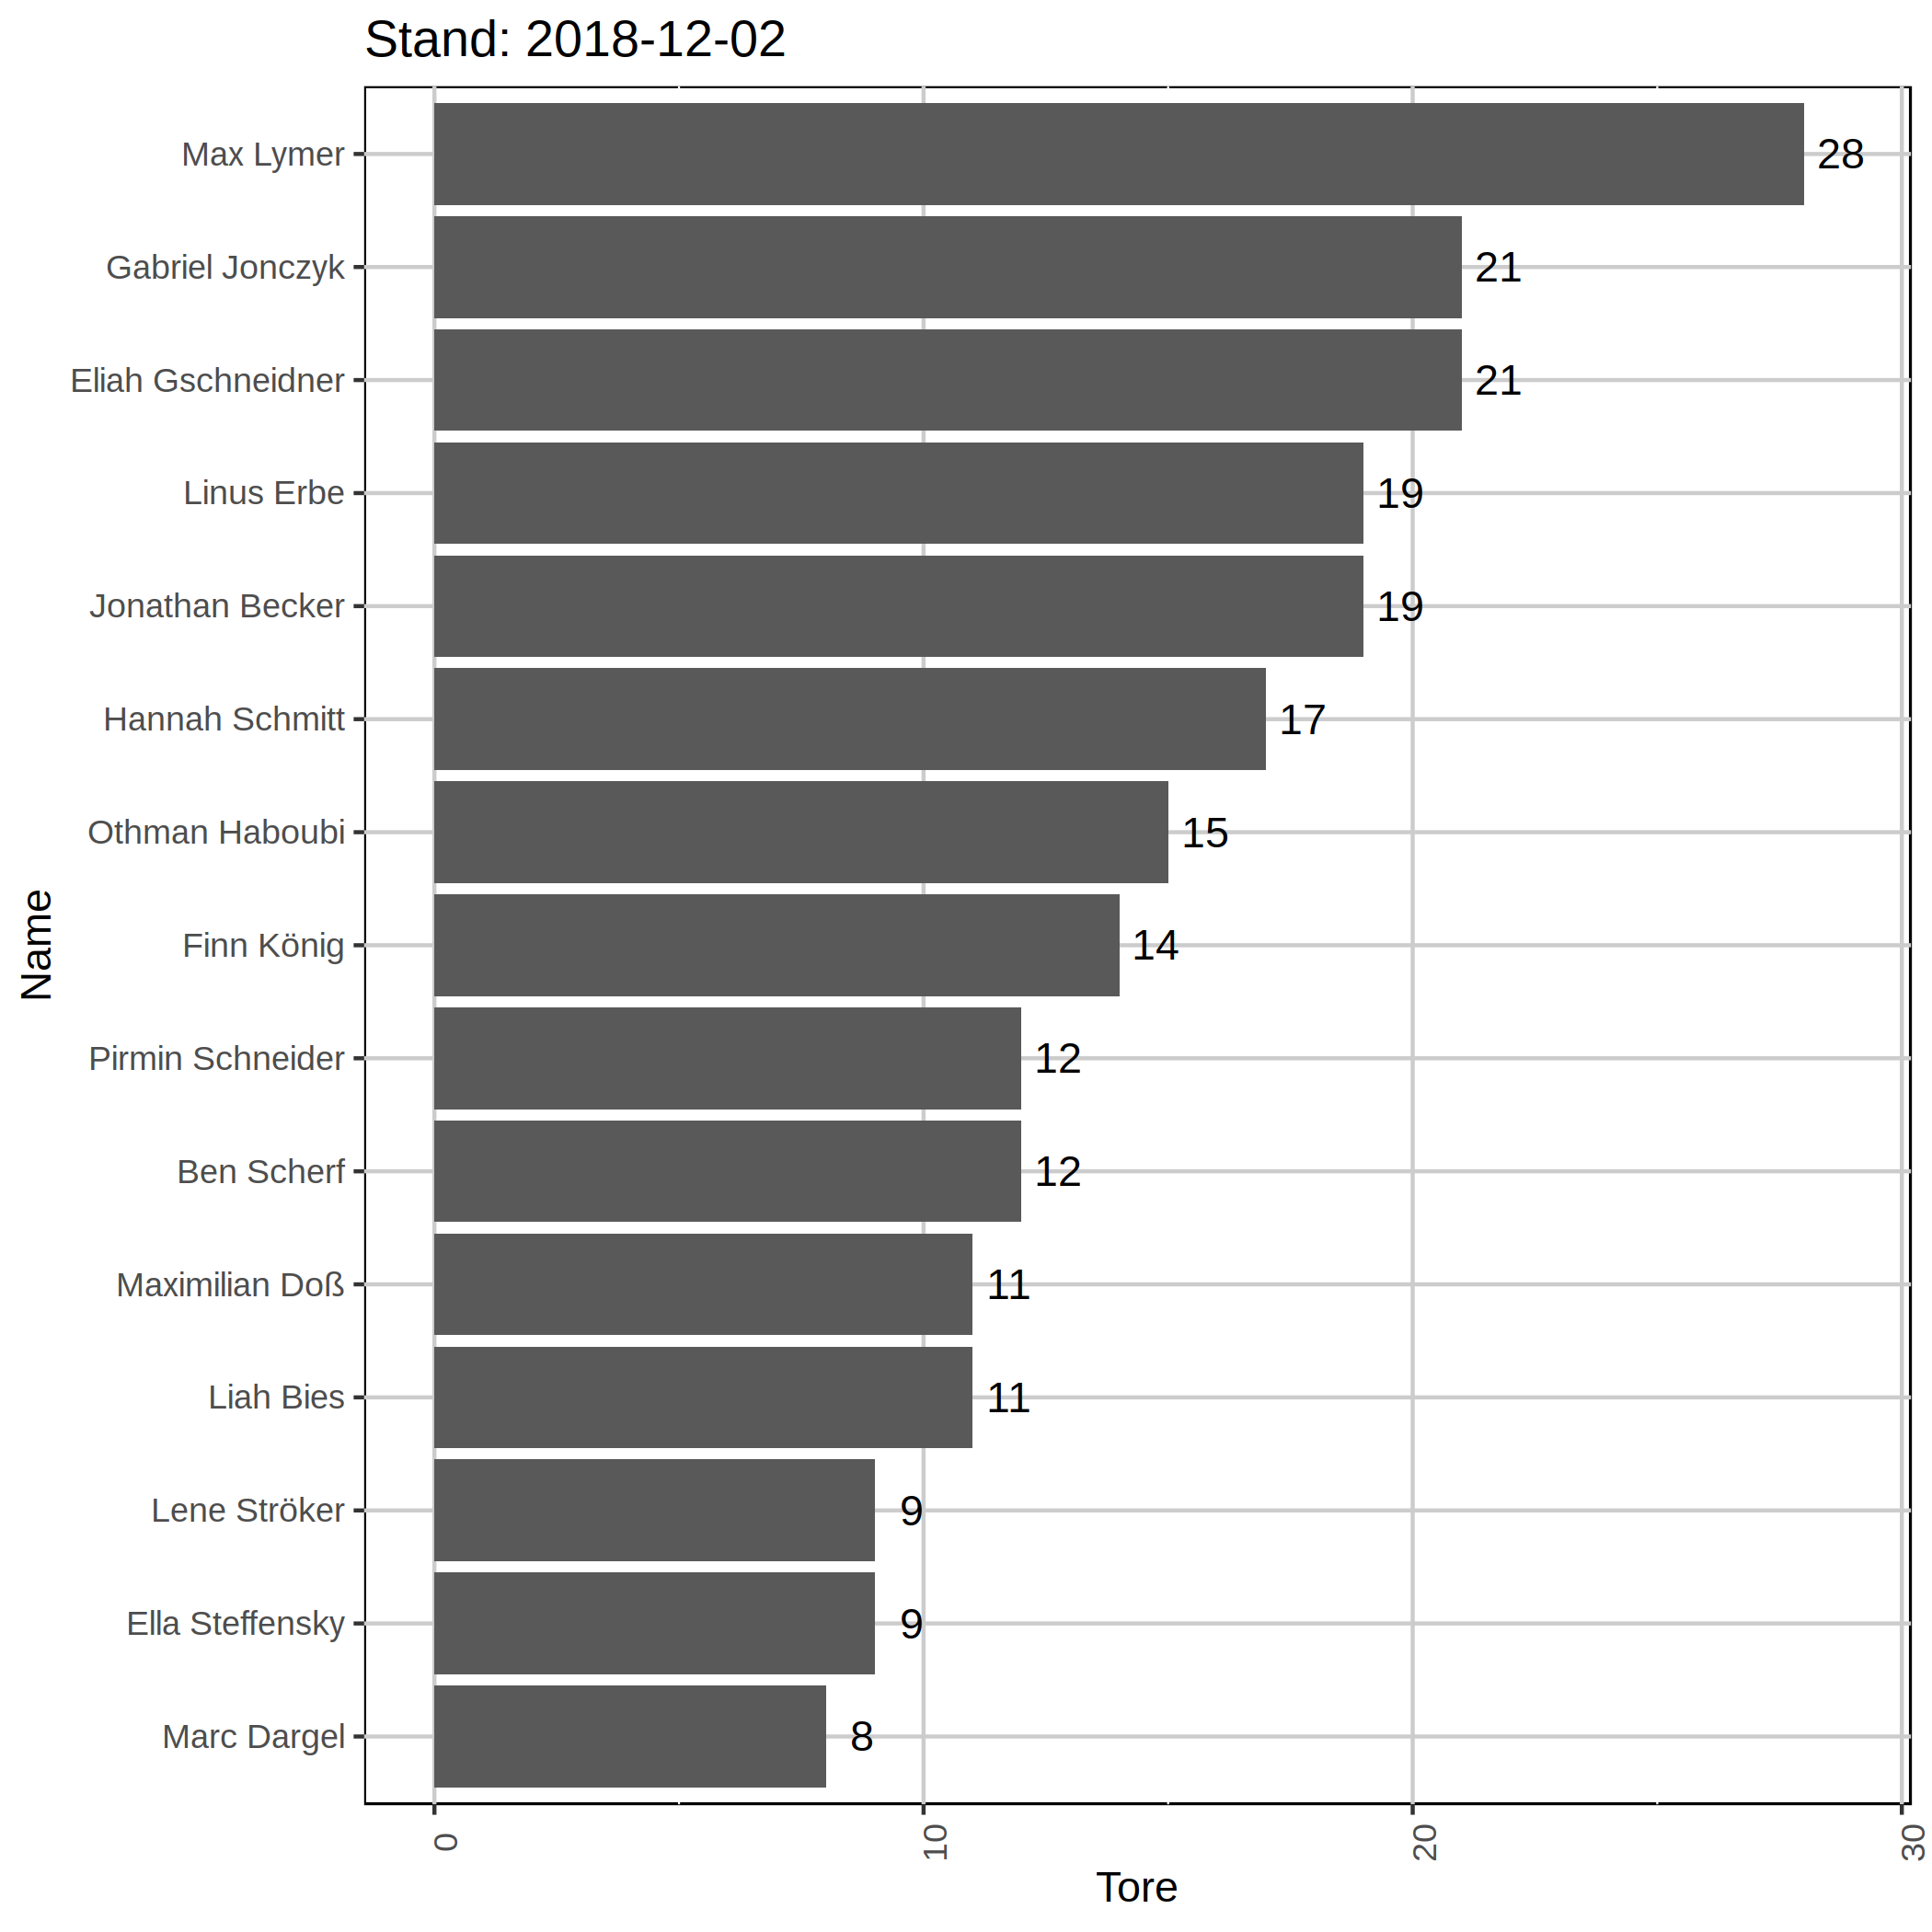 Stand: 2018-12-02
Max Lymer 28
Gabriel Jonczyk 21
Eliah Gschneidner 21
Linus Erbe 19
Jonathan Becker 19
Hannah Schmitt 17
Othman Haboubi 15
Finn König 14
Pirmin Schneider 12
Ben Scherf 12
Maximilian Doß 11
Liah Bies 11
Lene Ströker 9
Ella Steffensky 9
Marc Dargel 8
Name
0 10 20 30
Tore